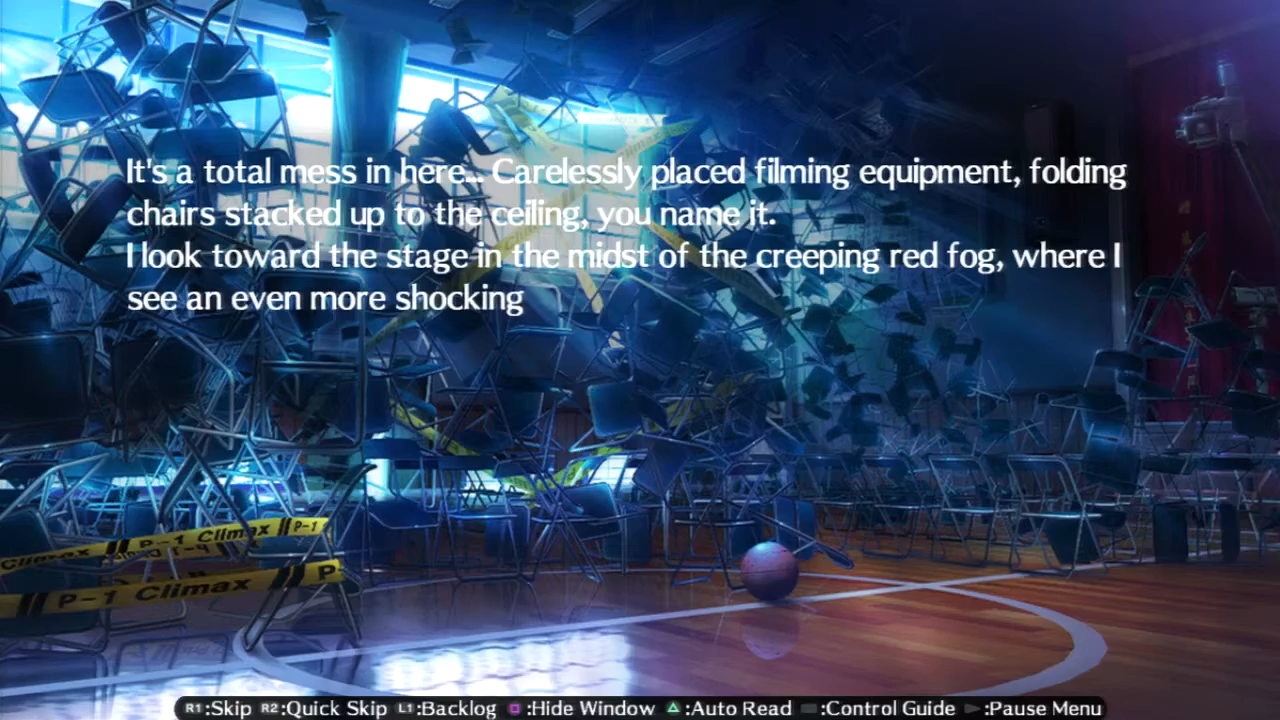 It's a total mess in here... Carelessly placed filming equipment, folding
chairs stacked up to the ceiling, you name it.
I look toward the stage in the midst of the creeping red fog, where I
see an even more shocking
Climax || P-1 Climax || P-1
P-1 Climax || P
R1:Skip R2:Quick Skip L1:Backlog :Hide Window :Auto Read :Control Guide :Pause Menu